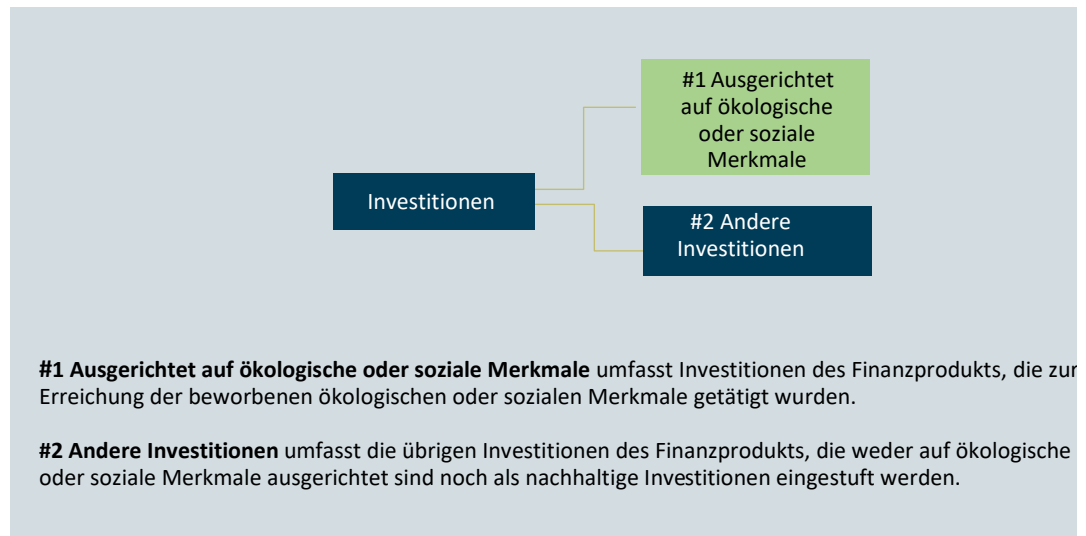 #1 Ausgerichtet
auf ökologische
oder soziale
Merkmale
Investitionen
#2 Andere
Investitionen
#1 Ausgerichtet auf ökologische oder soziale Merkmale umfasst Investitionen des Finanzprodukts, die zur
Erreichung der beworbenen ökologischen oder sozialen Merkmale getätigt wurden.
#2 Andere Investitionen umfasst die übrigen Investitionen des Finanzprodukts, die weder auf ökologische
oder soziale Merkmale ausgerichtet sind noch als nachhaltige Investitionen eingestuft werden.